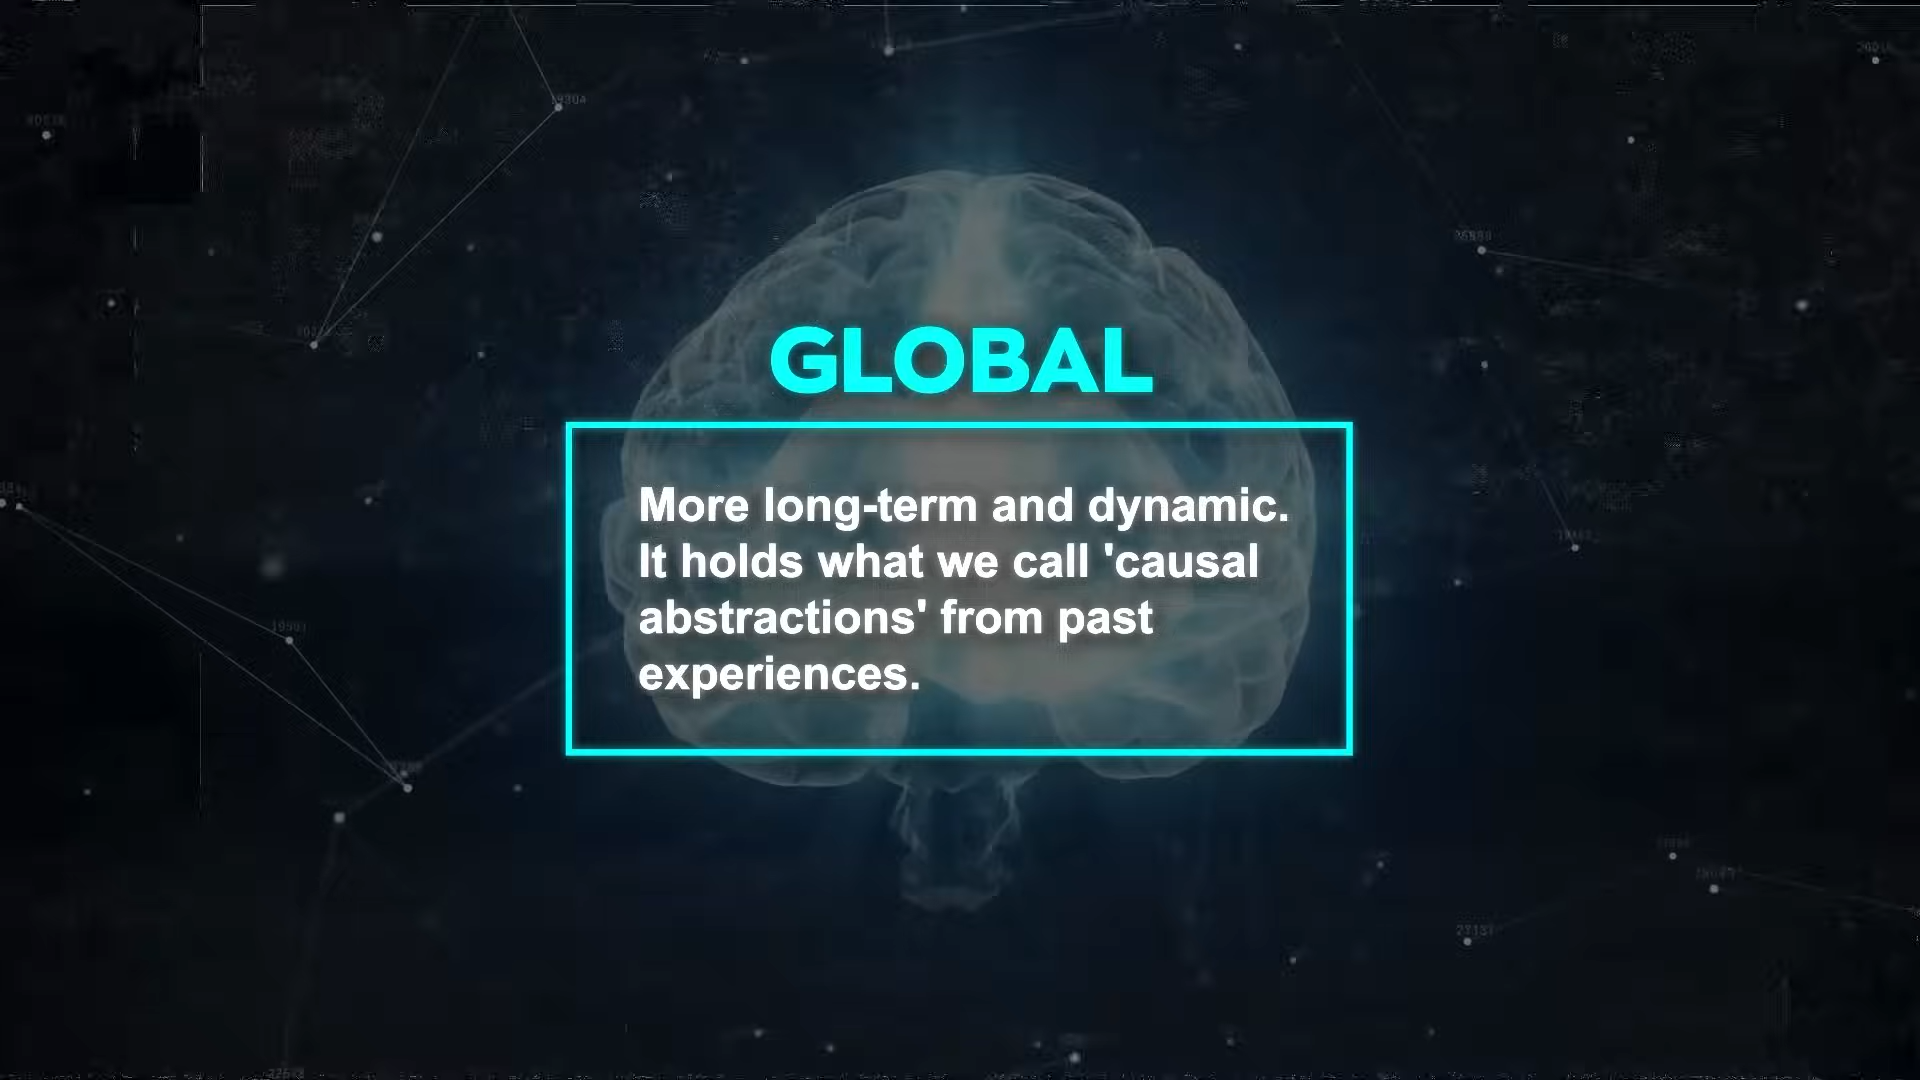 GLOBAL
More long-term and dynamic.
It holds what we call 'causal
abstractions' from past
experiences.